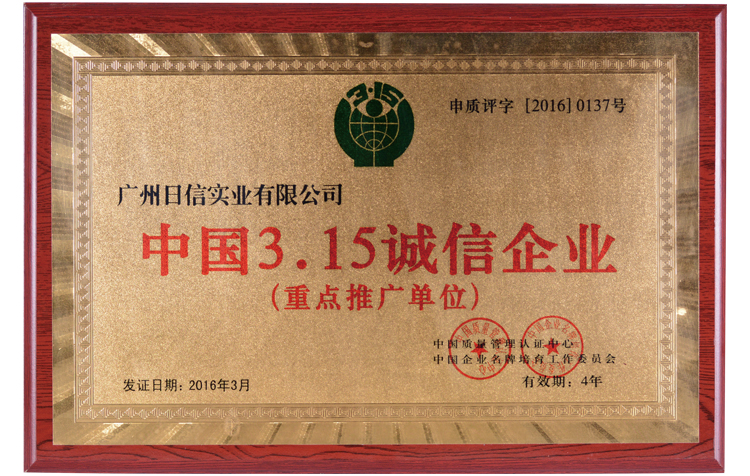 3·15
申质评字 [2016] 0137号
广州日信实业有限公司
中国3.15诚信企业
(重点推广单位)
中国质量管理认证中心
中国企业名牌培育工作委员会
发证日期: 2016年3月
有效期: 4年